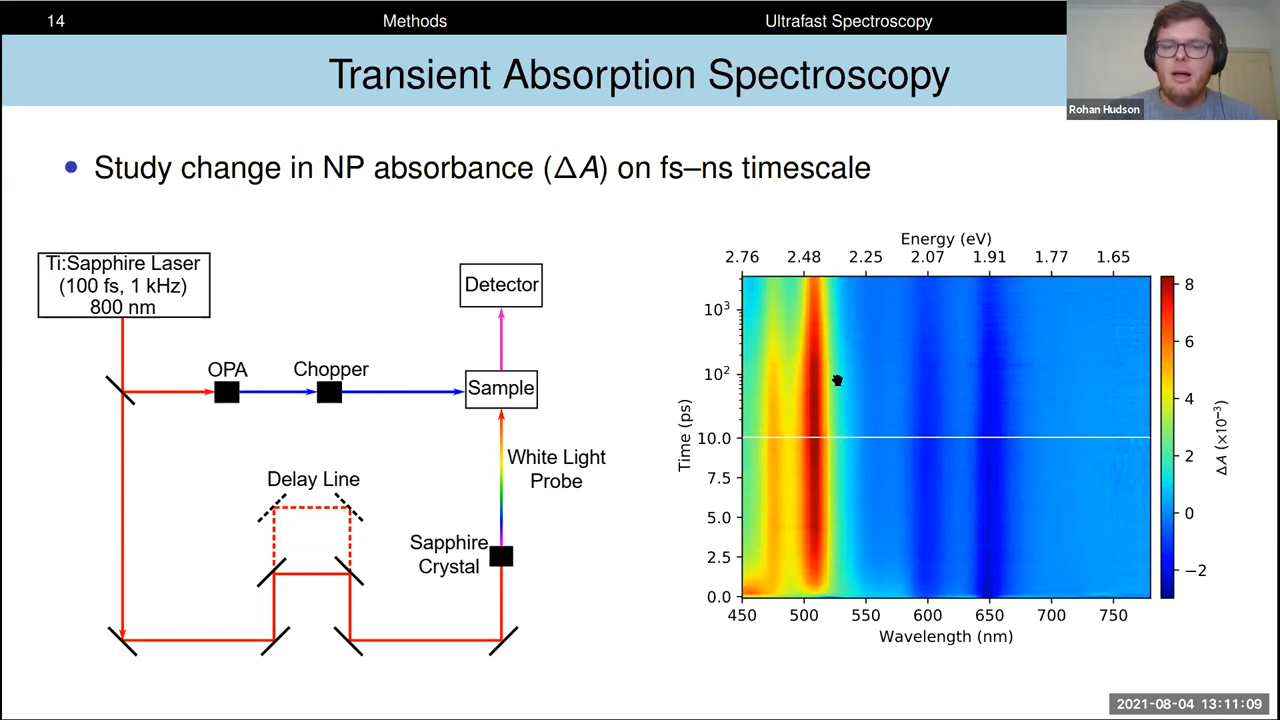 14
Methods
Ultrafast Spectroscopy
Transient Absorption Spectroscopy
Rohan Hudson
Study change in NP absorbance (ΔA) on fs–ns timescale
Ti:Sapphire Laser
(100 fs, 1 kHz)
800 nm
OPA
Chopper
Detector
Sample
White Light
Probe
Delay Line
Sapphire
Crystal
Energy (eV)
2.76 2.48 2.25 2.07 1.91 1.77 1.65
10³
10²
10.0
7.5
5.0
2.5
0.0
Time (ps)
450 500 550 600 650 700 750
Wavelength (nm)
8
6
4
2
0
−2
ΔA (×10⁻³)
2021-08-04 13:11:09